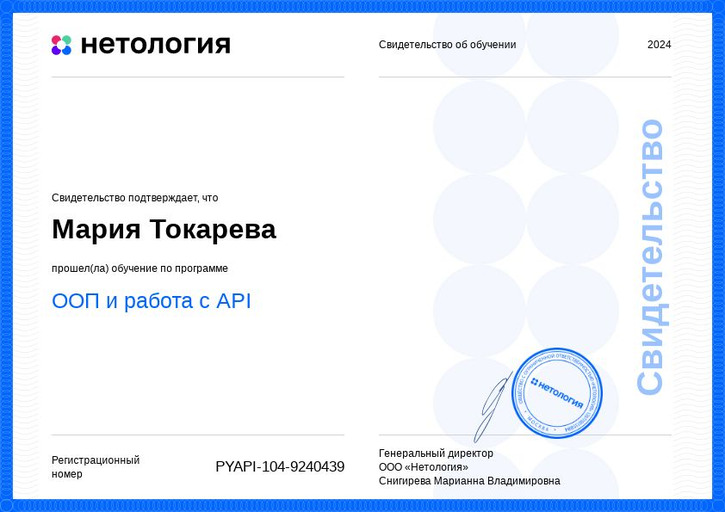 нетология
Свидетельство об обучении
2024
Свидетельство подтверждает, что
Мария Токарева
прошел(ла) обучение по программе
ООП и работа с API
Свидетельство
нетология
Регистрационный
номер
PYAPI-104-9240439
Генеральный директор
ООО «Нетология»
Снигирева Марианна Владимировна